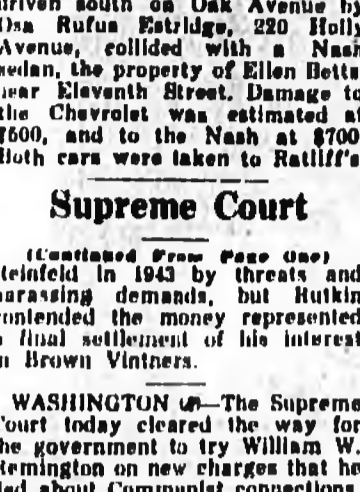 driven south on Oak Avenue by
Osa Rufus Estridge, 220 Holly
Avenue, collided with a Nash
sedan, the property of Ellen Betts
near Eleventh Street. Damage to
the Chevrolet was estimated at
$600, and to the Nash at $700
Both cars were taken to Ratliff's
Supreme Court
(Continued From Page One)
Reinfeld in 1943 by threats and
harassing demands, but Hutkin
contended the money represented
a final settlement of his interest
in Brown Vintners.
WASHINGTON (AP)—The Supreme
Court today cleared the way for
the government to try William W.
Remington on new charges that he
lied about Communist connections.